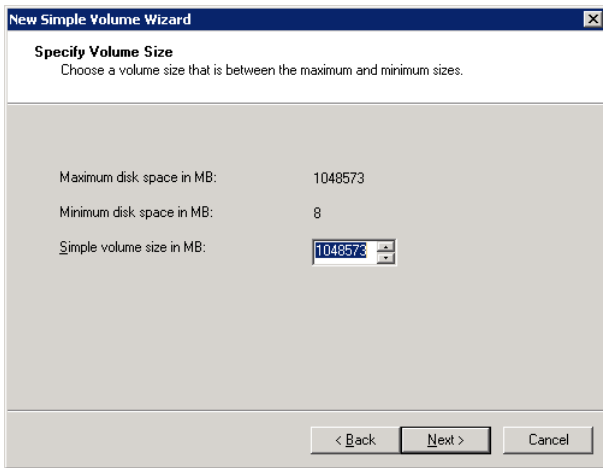 New Simple Volume Wizard
Specify Volume Size
Choose a volume size that is between the maximum and minimum sizes.
Maximum disk space in MB: 1048573
Minimum disk space in MB: 8
Simple volume size in MB: 1048573
< Back Next > Cancel